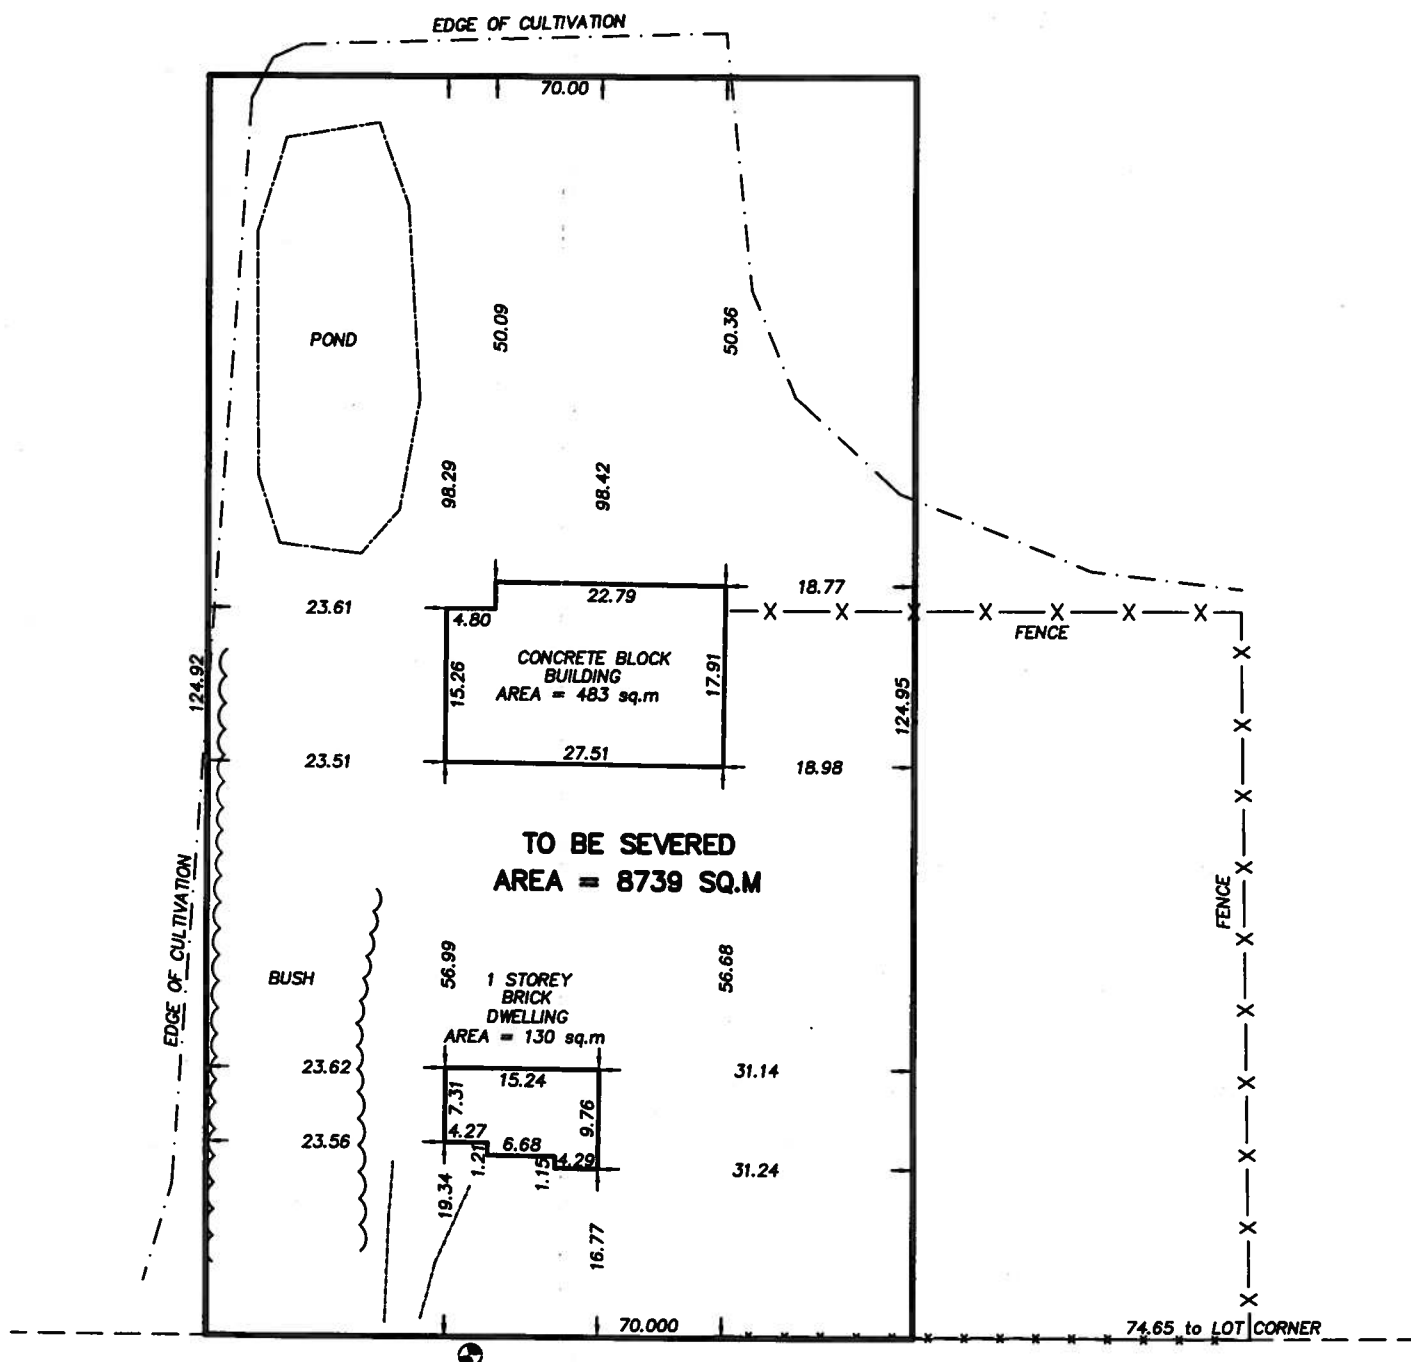 EDGE OF CULTIVATION
70.00
50.09
50.36
POND
98.29
98.42
23.61
4.80
22.79
18.77
FENCE
124.92
15.26
CONCRETE BLOCK
BUILDING
AREA = 483 sq.m
17.91
124.95
23.51
27.51
18.98
TO BE SEVERED
AREA = 8739 SQ.M
EDGE OF CULTIVATION
FENCE
BUSH
56.99
56.68
1 STOREY
BRICK
DWELLING
AREA = 130 sq.m
23.62
15.24
31.14
7.31
9.76
23.56
4.27
1.21
6.68
1.15
4.29
31.24
19.34
16.77
70.000
74.65 to LOT CORNER